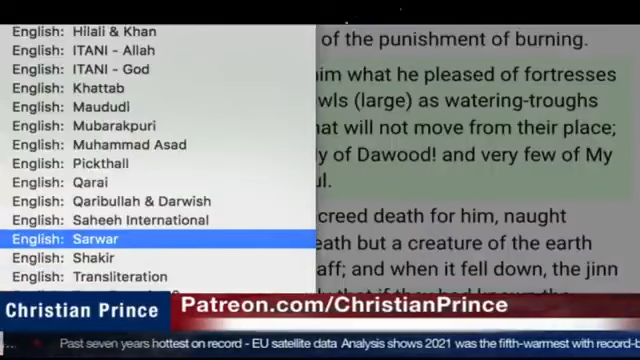 English: Hilali & Khan
English: ITANI - Allah
English: ITANI - God
English: Khattab
English: Maududi
English: Mubarakpuri
English: Muhammad Asad
English: Pickthall
English: Qarai
English: Qaribullah & Darwish
English: Saheeh International
English: Sarwar
English: Shakir
English: Transliteration
of the punishment of burning.
him what he pleased of fortresses
wls (large) as watering-troughs
hat will not move from their place;
y of Dawood! and very few of My
ul.
creed death for him, naught
eath but a creature of the earth
aff; and when it fell down, the jinn
Christian Prince
Patreon.com/ChristianPrince
Past seven years hottest on record - EU satellite data Analysis shows 2021 was the fifth-warmest with record-b